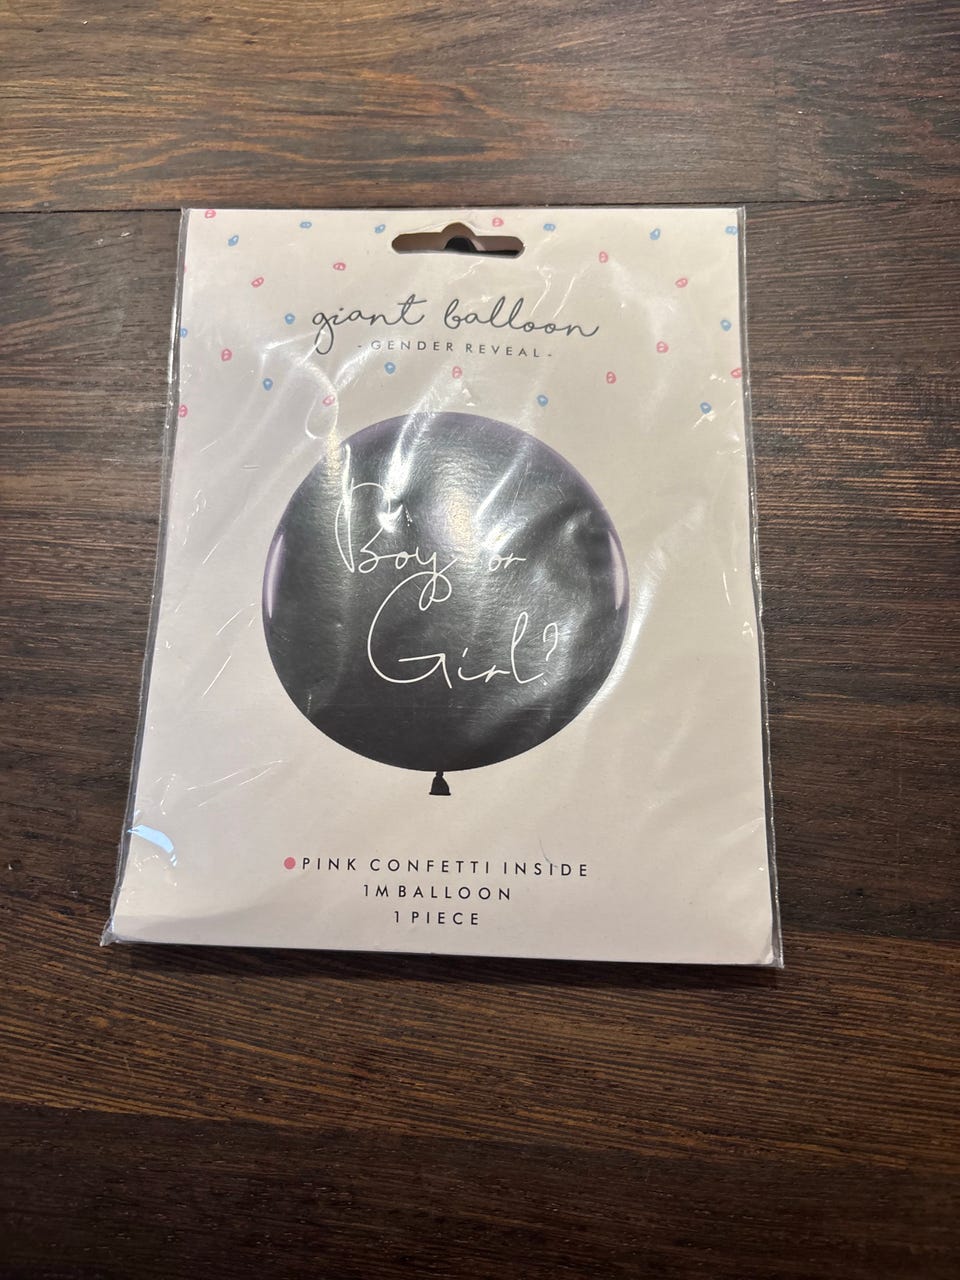 giant balloon
- GENDER REVEAL -
Boy or
Girl?
PINK CONFETTI INSIDE
1M BALLOON
1 PIECE